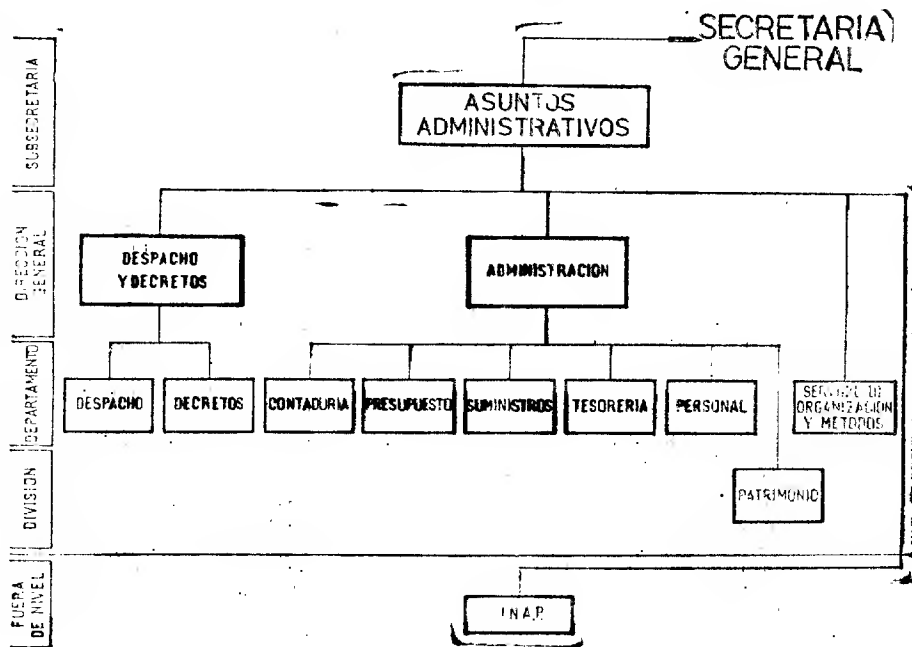 SECRETARIA
GENERAL
SUBSECRETARIA
ASUNTOS
ADMINISTRATIVOS
DIRECCION
GENERAL
DESPACHO
Y DECRETOS
ADMINISTRACION
DEPARTAMENTO
DESPACHO
DECRETOS
CONTADURIA
PRESUPUESTO
SUMINISTROS
TESORERIA
PERSONAL
DE
ORGANIZACION
Y METODOS
DIVISION
PATRIMONIO
FUERA
DE NIVEL
I.N.A.P.